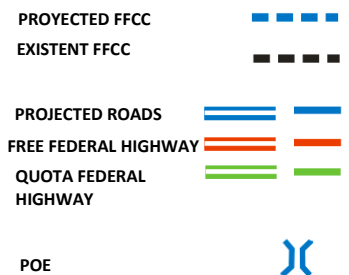 PROYECTED FFCC
EXISTENT FFCC
PROJECTED ROADS
FREE FEDERAL HIGHWAY
QUOTA FEDERAL
HIGHWAY
POE